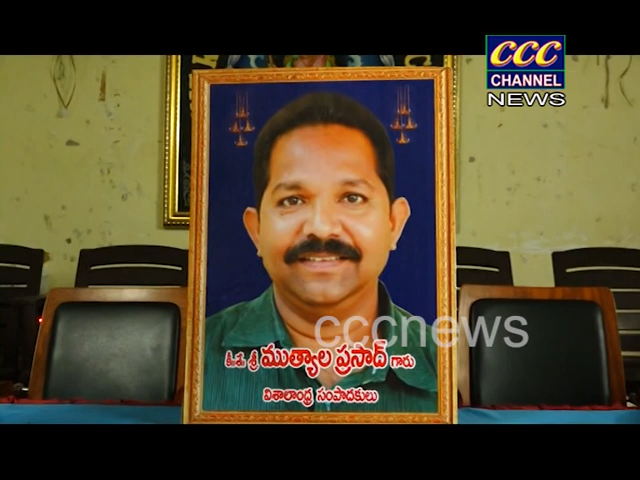 CCC
CHANNEL
NEWS
cccnews
కీ.శే. శ్రీ ముత్యాల ప్రసాద్ గారు
విశాలాంధ్ర సంపాదకులు